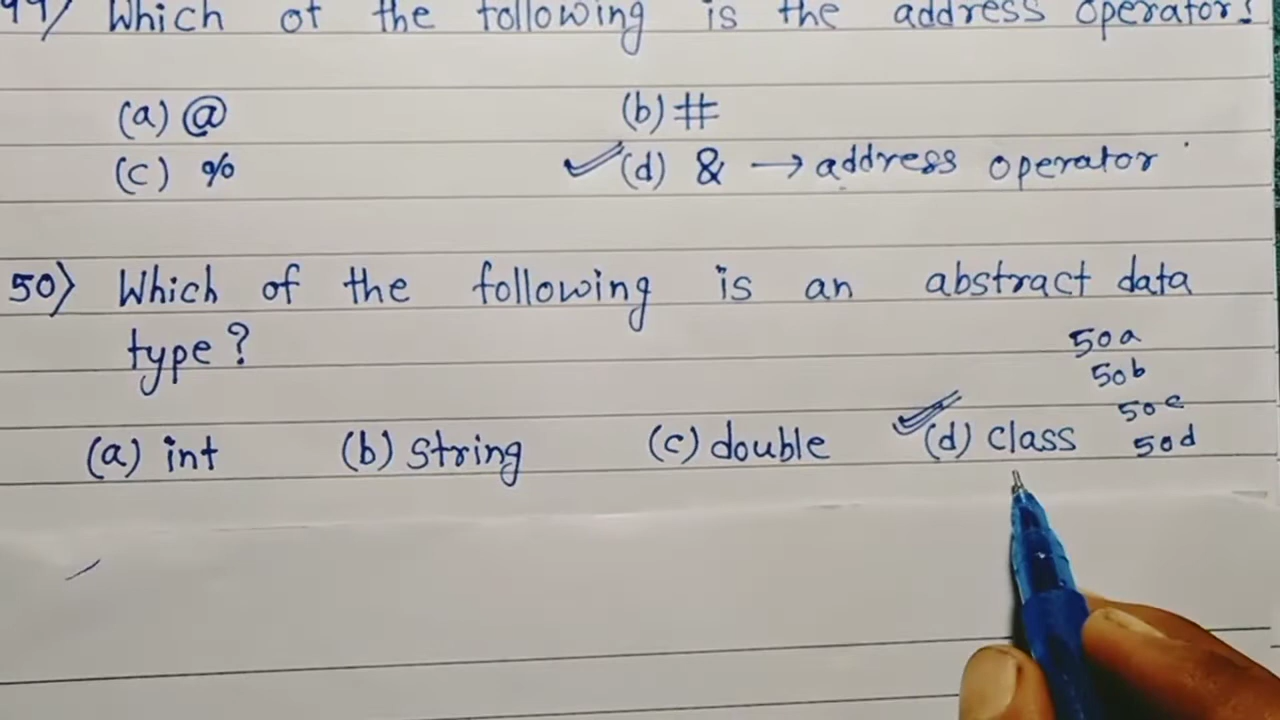 49) Which of the following is the address operator?
(a) @ (b) #
(c) % (d) & → address operator
50) Which of the following is an abstract data
type?
50a
50b
50c
(a) int (b) string (c) double (d) class 50d